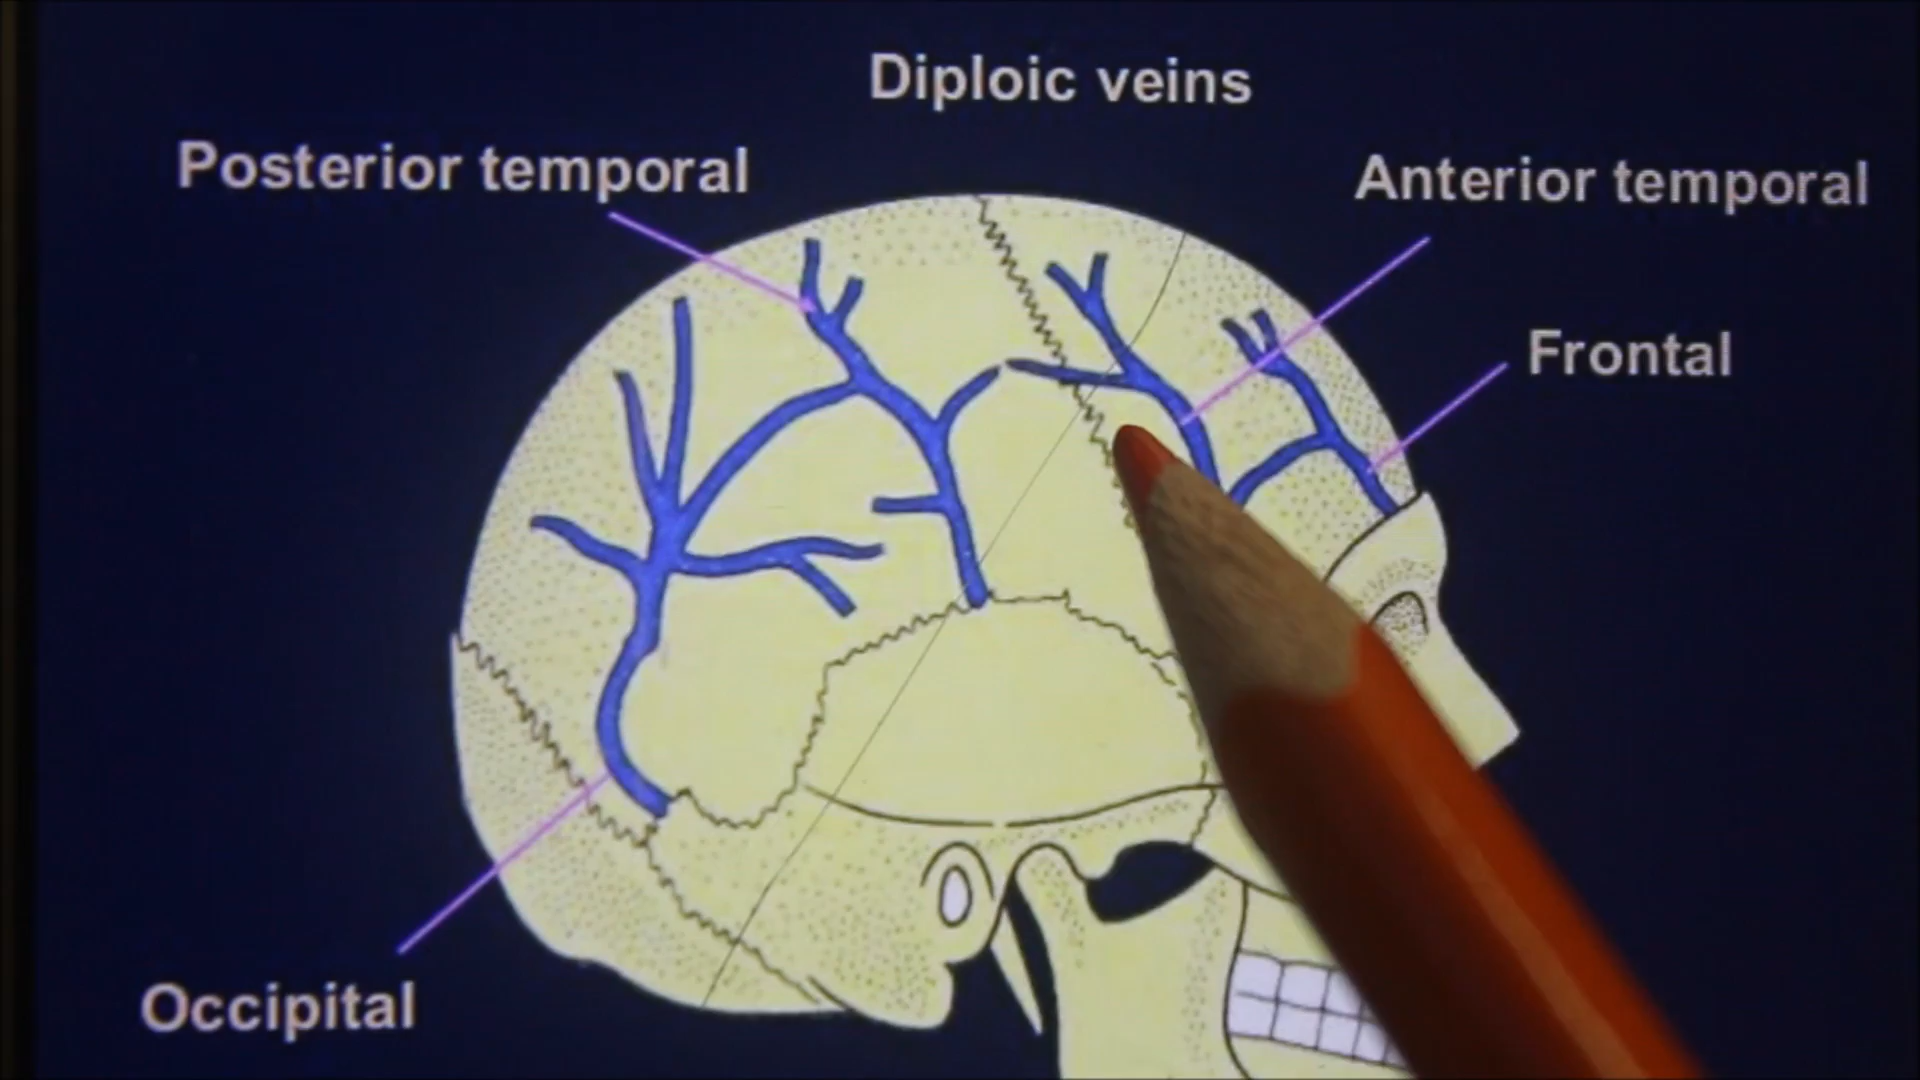 Diploic veins
Posterior temporal
Anterior temporal
Frontal
Occipital